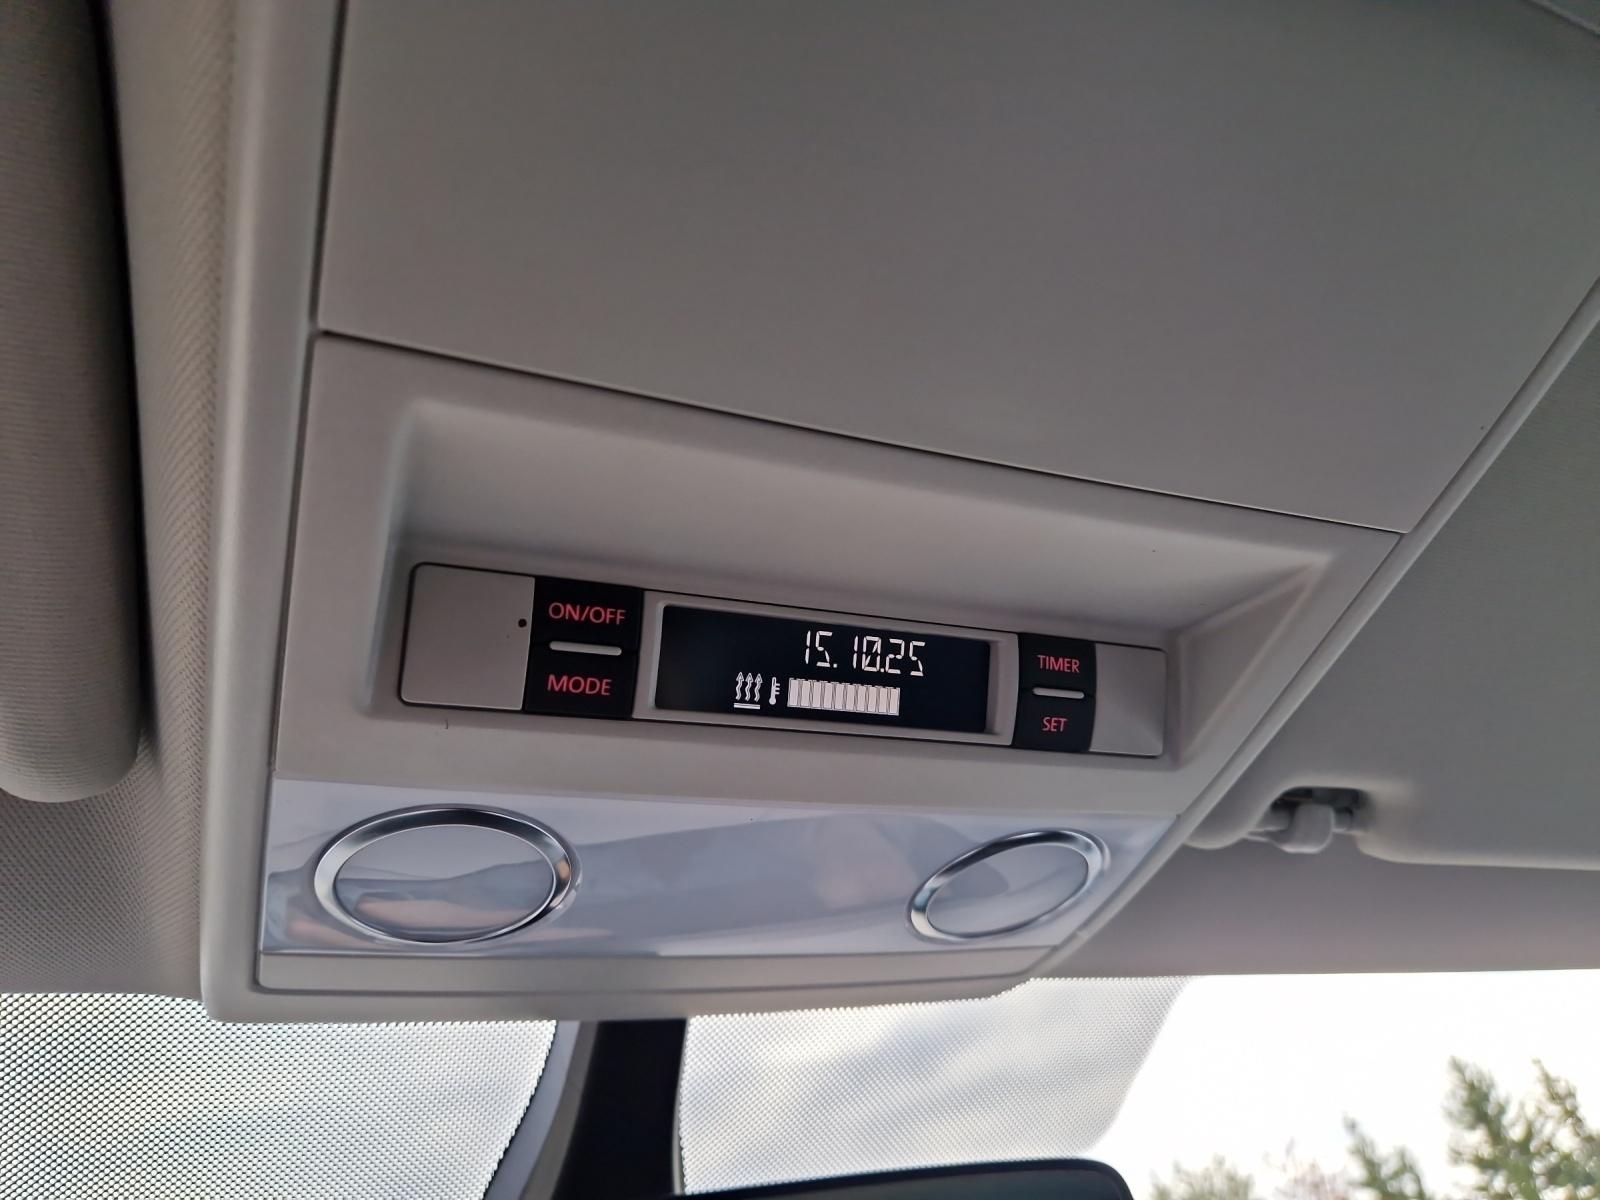 ON/OFF
MODE
15.10.25
TIMER
SET